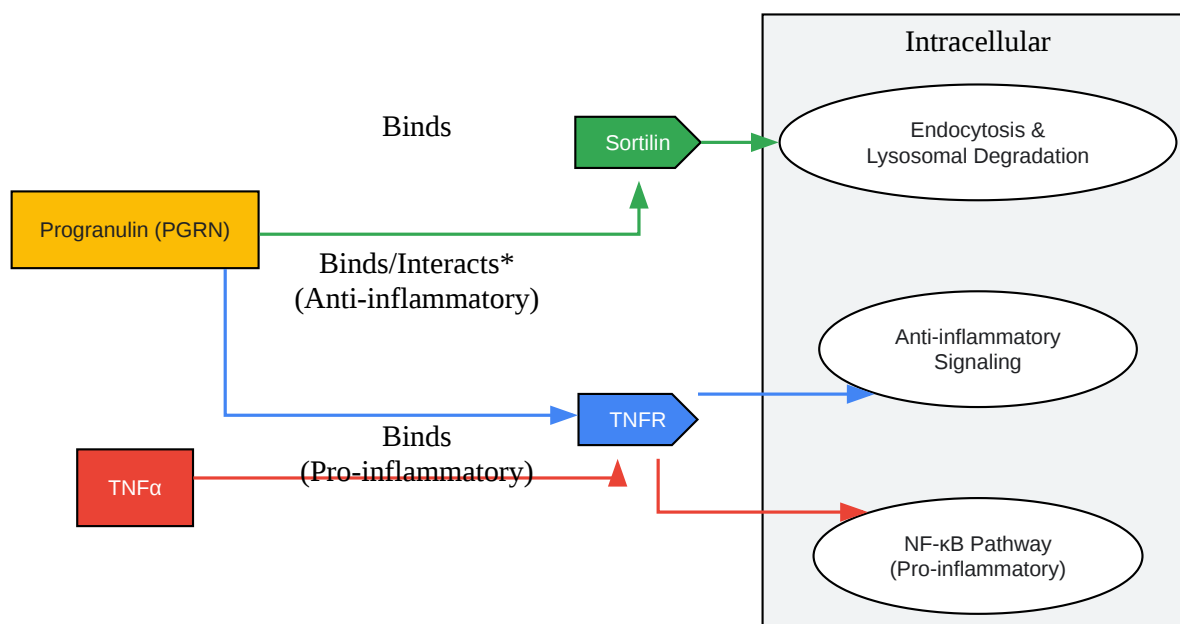 Intracellular
Binds
Sortilin
Endocytosis &
Lysosomal Degradation
Progranulin (PGRN)
Binds/Interacts*
(Anti-inflammatory)
Anti-inflammatory
Signaling
TNFR
Binds
(Pro-inflammatory)
TNFα
NF-κB Pathway
(Pro-inflammatory)